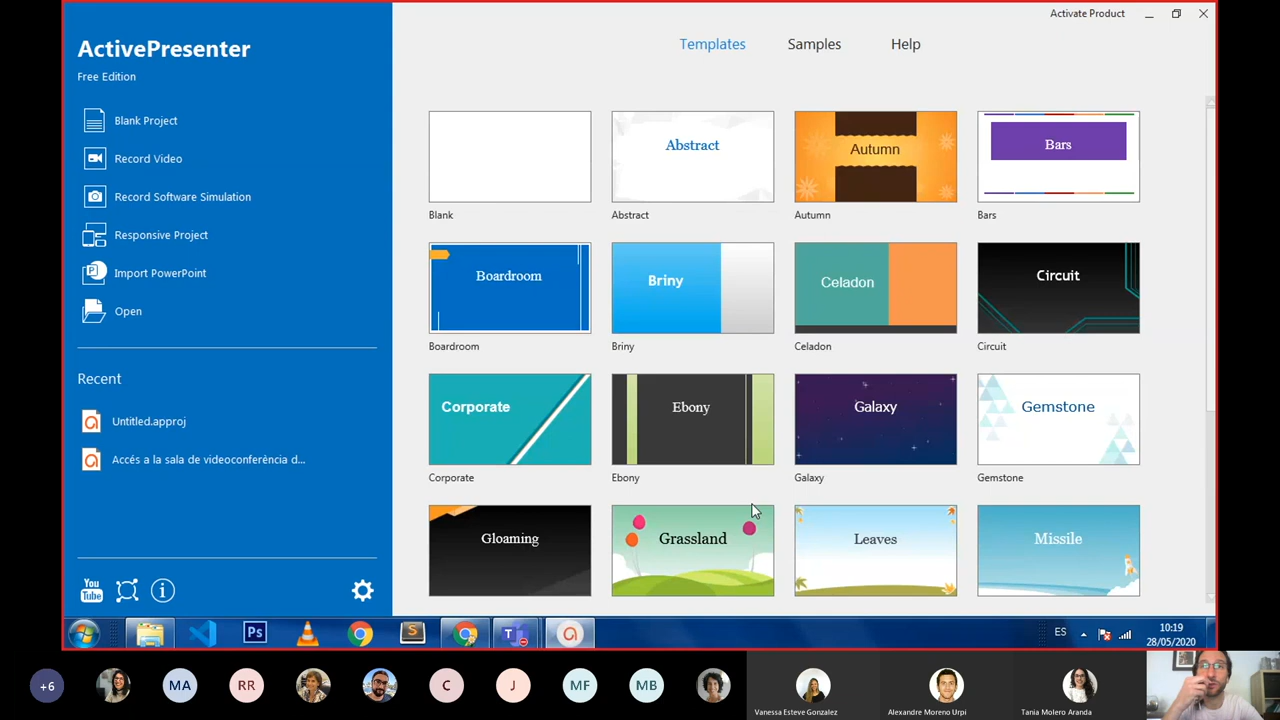 Activate Product
ActivePresenter
Free Edition
Templates
Samples
Help
Blank Project
Record Video
Record Software Simulation
Responsive Project
Import PowerPoint
Open
Recent
Untitled.approj
Accés a la sala de videoconferència d...
You
Tube
Blank
Abstract
Abstract
Autumn
Autumn
Bars
Bars
Boardroom
Boardroom
Briny
Briny
Celadon
Celadon
Circuit
Circuit
Corporate
Corporate
Ebony
Ebony
Galaxy
Galaxy
Gemstone
Gemstone
Gloaming
Grassland
Leaves
Missile
Ps
S
T
ES
10:19
28/05/2020
+6
MA
RR
C
J
MF
MB
Vanessa Esteve Gonzalez
Alexandre Moreno Urpi
Tania Molero Aranda